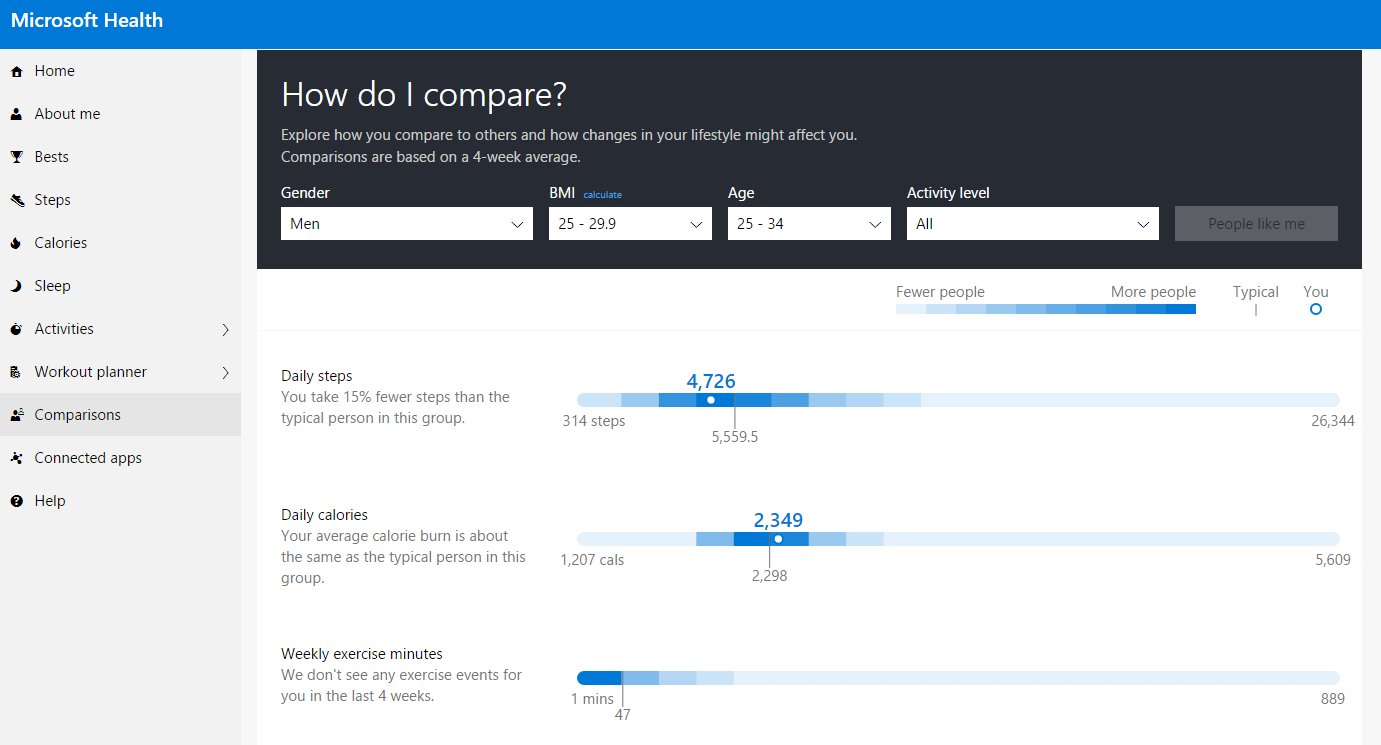 Microsoft Health
Home
About me
Bests
Steps
Calories
Sleep
Activities
Workout planner
Comparisons
Connected apps
Help
How do I compare?
Explore how you compare to others and how changes in your lifestyle might affect you.
Comparisons are based on a 4-week average.
Gender
Men
BMI calculate
25 - 29.9
Age
25 - 34
Activity level
All
People like me
Fewer people More people Typical You
Daily steps
You take 15% fewer steps than the
typical person in this group.
4,726
314 steps 26,344
5,559.5
Daily calories
Your average calorie burn is about
the same as the typical person in this
group.
2,349
1,207 cals 5,609
2,298
Weekly exercise minutes
We don't see any exercise events for
you in the last 4 weeks.
1 mins 889
47